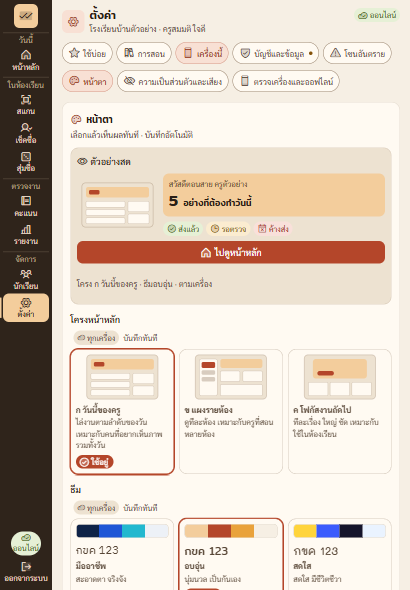 วันนี้
หน้าหลัก
ในห้องเรียน
สแกน
เช็คชื่อ
สุ่มชื่อ
ตรวจงาน
คะแนน
รายงาน
จัดการ
นักเรียน
ตั้งค่า
ออนไลน์
ออกจากระบบ
ตั้งค่า
โรงเรียนบ้านตัวอย่าง · ครูสมมติ ใจดี
ออนไลน์
ใช้บ่อย
การสอน
เครื่องนี้
บัญชีและข้อมูล
โซนอันตราย
หน้าตา
ความเป็นส่วนตัวและเสียง
ตรวจเครื่องและออฟไลน์
หน้าตา
เลือกแล้วเห็นผลทันที · บันทึกอัตโนมัติ
ตัวอย่างสด
สวัสดีตอนสาย ครูตัวอย่าง
5 อย่างที่ต้องทำวันนี้
ส่งแล้ว
รอตรวจ
ค้างส่ง
ไปดูหน้าหลัก
โครง ก วันนี้ของครู · ธีมอบอุ่น · ตามเครื่อง
โครงหน้าหลัก
ทุกเครื่อง บันทึกทันที
ก วันนี้ของครู
ไล่งานตามลำดับของวัน
เหมาะกับคนที่อยากเห็นภาพ
รวมทั้งวัน
ใช้อยู่
ข แผงรายห้อง
ดูทีละห้อง เหมาะกับครูที่สอน
หลายห้อง
ค โฟกัสงานถัดไป
ทีละเรื่อง ใหญ่ ชัด เหมาะกับ
ใช้ในห้องเรียน
ธีม
ทุกเครื่อง บันทึกทันที
กขค 123
มืออาชีพ
สะอาดตา จริงจัง
กขค 123
อบอุ่น
นุ่มนวล เป็นกันเอง
กขค 123
สดใส
สดใส มีชีวิตชีวา